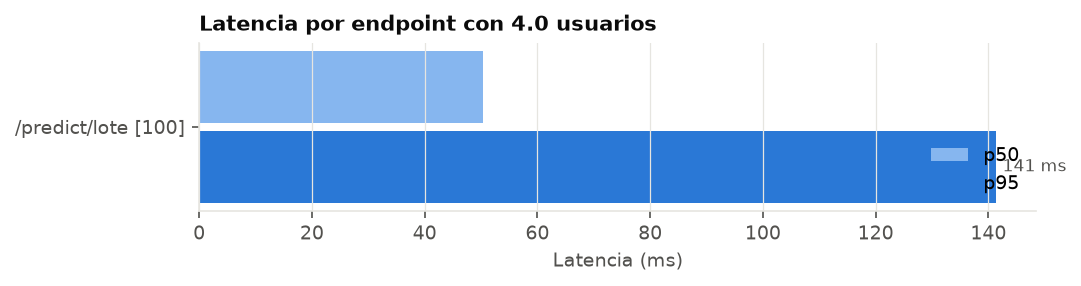 Latencia por endpoint con 4.0 usuarios
/predict/lote [100]
p50
141 ms
p95
0 20 40 60 80 100 120 140
Latencia (ms)